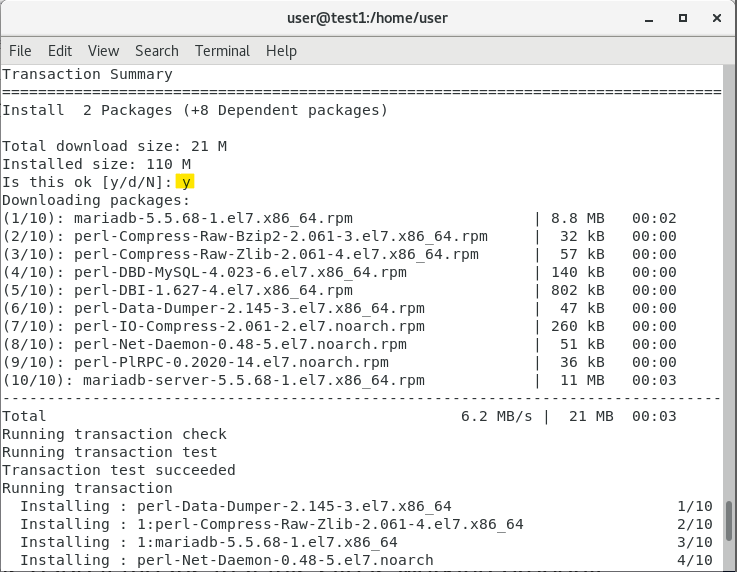 user@test1:/home/user
File Edit View Search Terminal Help
Transaction Summary
================================================================================
Install  2 Packages (+8 Dependent packages)
Total download size: 21 M
Installed size: 110 M
Is this ok [y/d/N]: y
Downloading packages:
(1/10): mariadb-5.5.68-1.el7.x86_64.rpm                    | 8.8 MB   00:02
(2/10): perl-Compress-Raw-Bzip2-2.061-3.el7.x86_64.rpm     |  32 kB   00:00
(3/10): perl-Compress-Raw-Zlib-2.061-4.el7.x86_64.rpm      |  57 kB   00:00
(4/10): perl-DBD-MySQL-4.023-6.el7.x86_64.rpm              | 140 kB   00:00
(5/10): perl-DBI-1.627-4.el7.x86_64.rpm                    | 802 kB   00:00
(6/10): perl-Data-Dumper-2.145-3.el7.x86_64.rpm            |  47 kB   00:00
(7/10): perl-IO-Compress-2.061-2.el7.noarch.rpm            | 260 kB   00:00
(8/10): perl-Net-Daemon-0.48-5.el7.noarch.rpm              |  51 kB   00:00
(9/10): perl-PlRPC-0.2020-14.el7.noarch.rpm                |  36 kB   00:00
(10/10): mariadb-server-5.5.68-1.el7.x86_64.rpm            |  11 MB   00:03
--------------------------------------------------------------------------------
Total                                              6.2 MB/s |  21 MB  00:03
Running transaction check
Running transaction test
Transaction test succeeded
Running transaction
  Installing : perl-Data-Dumper-2.145-3.el7.x86_64                         1/10
  Installing : 1:perl-Compress-Raw-Zlib-2.061-4.el7.x86_64                 2/10
  Installing : 1:mariadb-5.5.68-1.el7.x86_64                               3/10
  Installing : perl-Net-Daemon-0.48-5.el7.noarch                           4/10